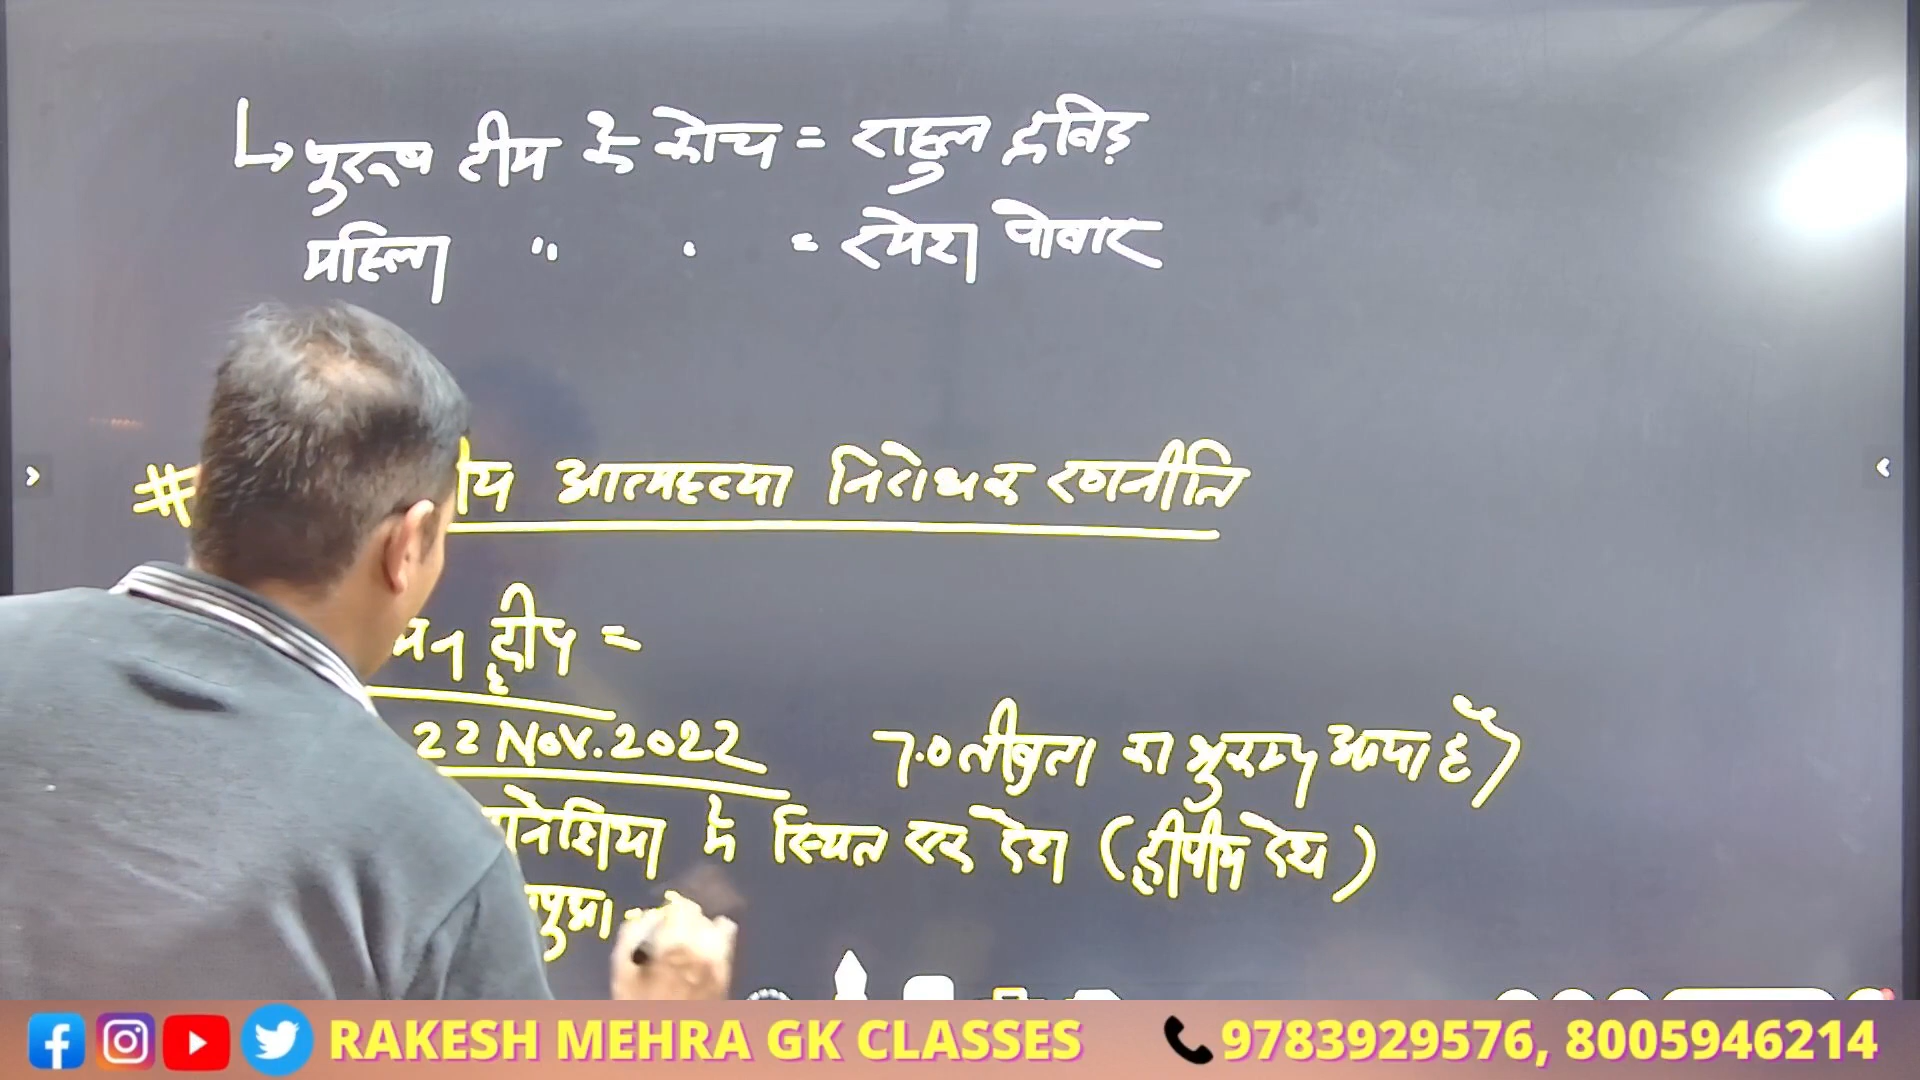 ↳ पुरुष टीम के कोच = राहुल द्रविड़
महिला " " = रमेश पोवार
# आत्महत्या निरोधक रणनीति
द्वीप =
22 Nov. 2022 7.0 तीव्रता का भुकम्प आया है)
में स्थित एक देश (द्वीपीय देश)
RAKESH MEHRA GK CLASSES 9783929576, 8005946214